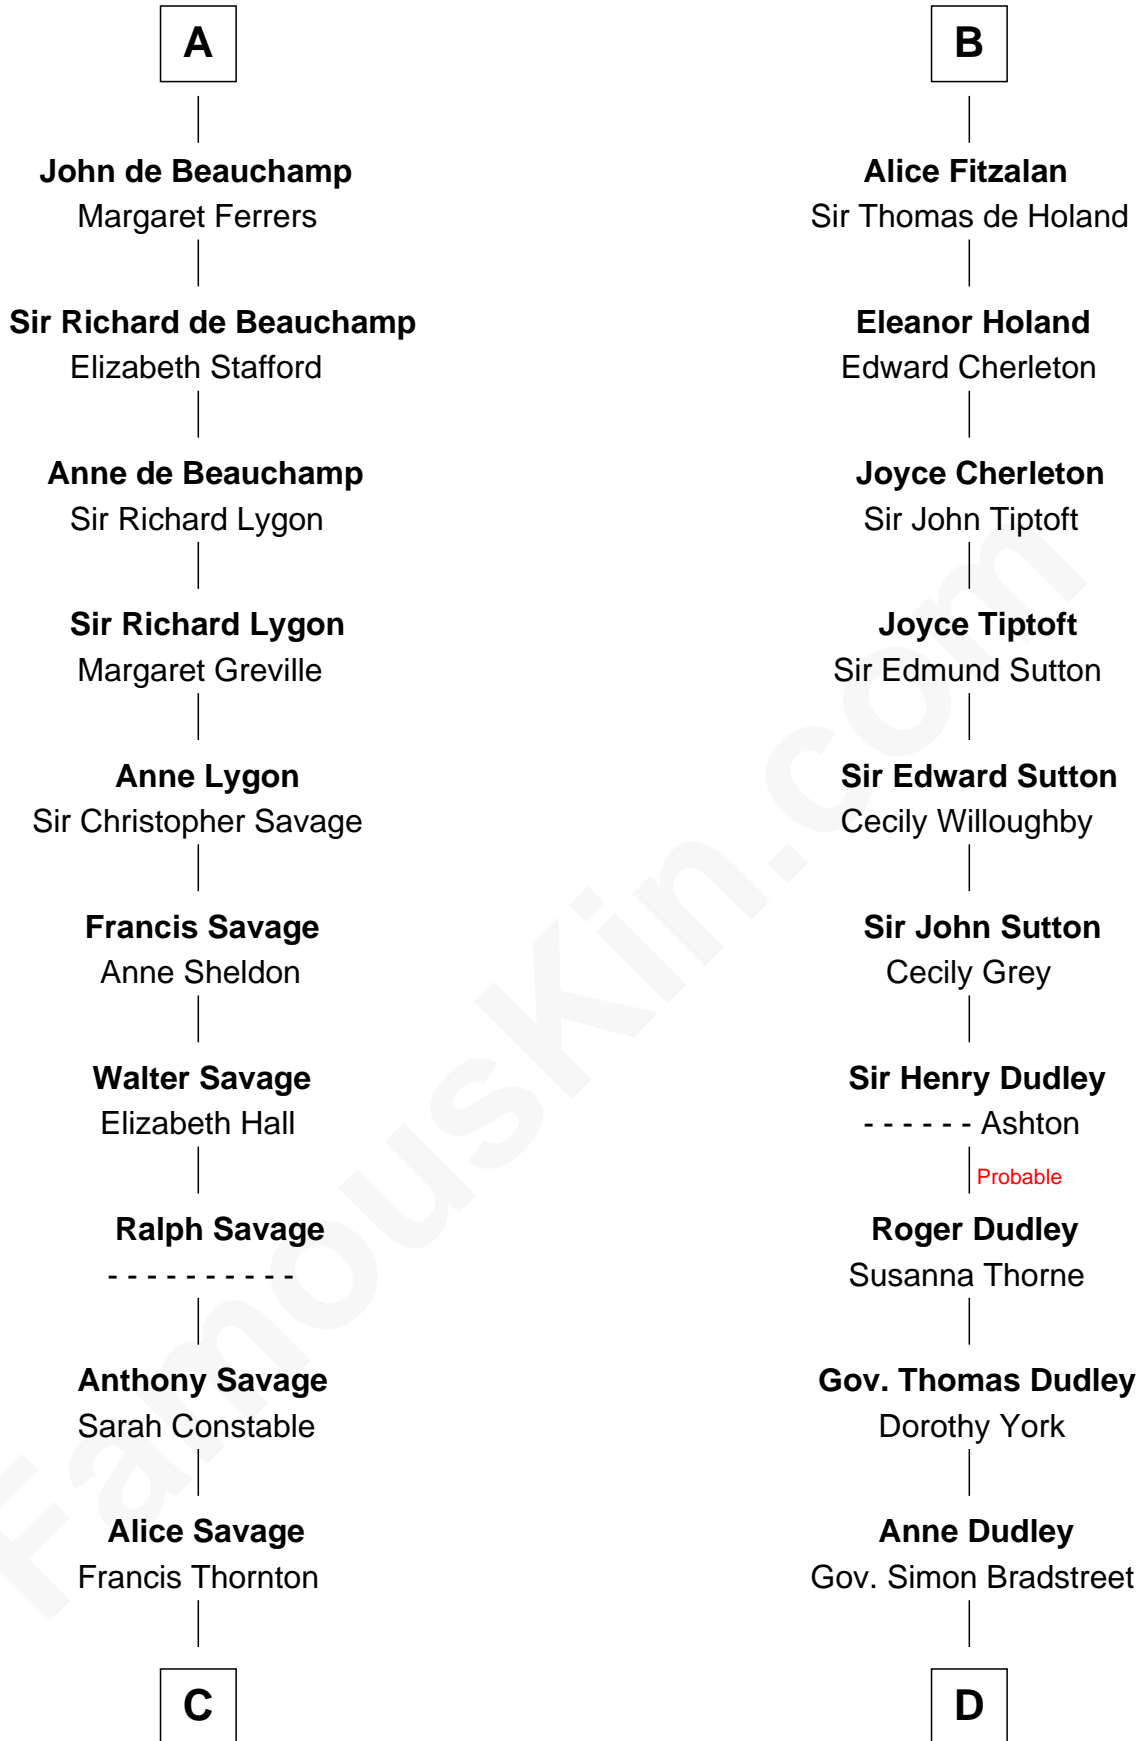 A
John de Beauchamp
Margaret Ferrers
Sir Richard de Beauchamp
Elizabeth Stafford
Anne de Beauchamp
Sir Richard Lygon
Sir Richard Lygon
Margaret Greville
Anne Lygon
Sir Christopher Savage
Francis Savage
Anne Sheldon
Walter Savage
Elizabeth Hall
Ralph Savage
- - - - - - - - - -
Anthony Savage
Sarah Constable
Alice Savage
Francis Thornton
C
B
Alice Fitzalan
Sir Thomas de Holand
Eleanor Holand
Edward Cherleton
Joyce Cherleton
Sir John Tiptoft
Joyce Tiptoft
Sir Edmund Sutton
Sir Edward Sutton
Cecily Willoughby
Sir John Sutton
Cecily Grey
Sir Henry Dudley
- - - - - - Ashton
Probable
Roger Dudley
Susanna Thorne
Gov. Thomas Dudley
Dorothy York
Anne Dudley
Gov. Simon Bradstreet
D
FamousKin.com